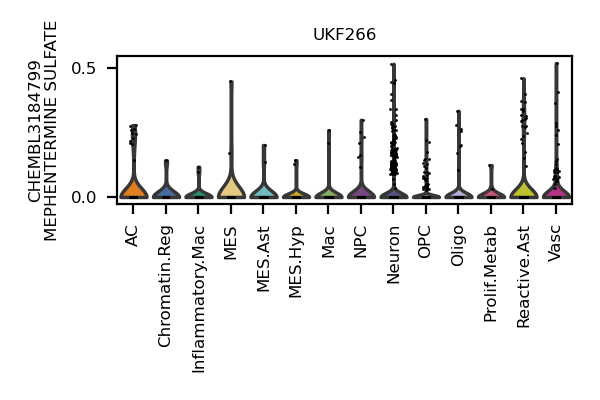 UKF266
CHEMBL3184799
MEPHENTERMINE SULFATE
0.5
0.0
AC
Chromatin.Reg
Inflammatory.Mac
MES
MES.Ast
MES.Hyp
Mac
NPC
Neuron
OPC
Oligo
Prolif.Metab
Reactive.Ast
Vasc